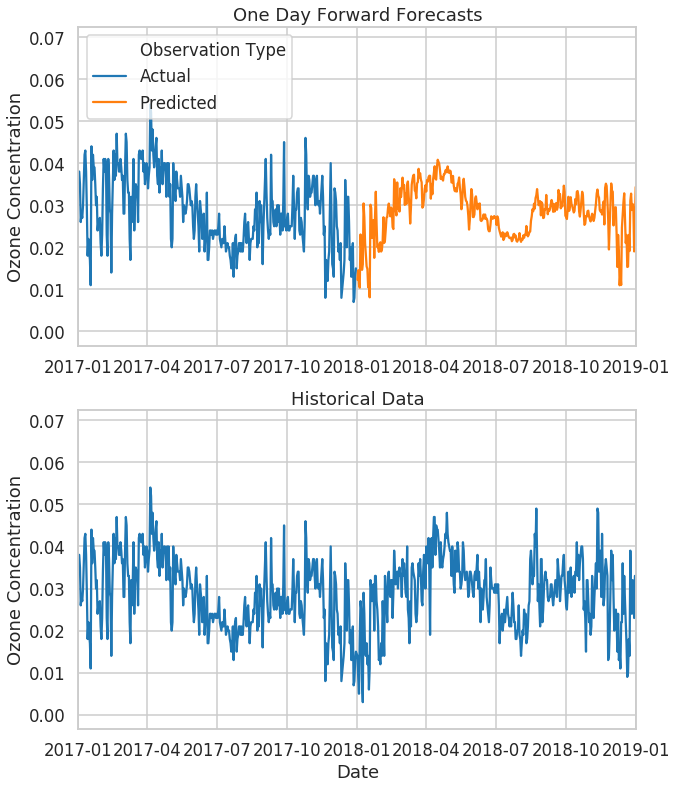 One Day Forward Forecasts
0.07
0.06
0.05
0.04
0.03
0.02
0.01
0.00
Ozone Concentration
Observation Type
Actual
Predicted
2017-01 2017-04 2017-07 2017-10 2018-01 2018-04 2018-07 2018-10 2019-01
Historical Data
0.07
0.06
0.05
0.04
0.03
0.02
0.01
0.00
Ozone Concentration
2017-01 2017-04 2017-07 2017-10 2018-01 2018-04 2018-07 2018-10 2019-01
Date